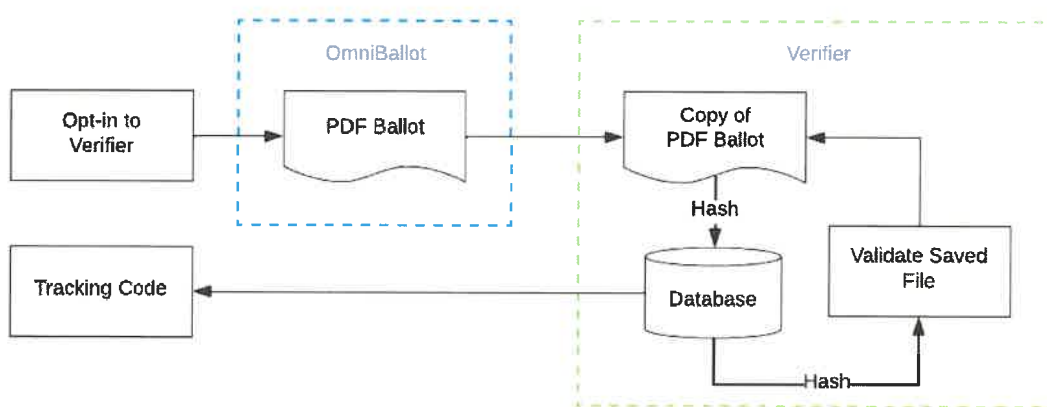 OmniBallot
Verifier
Opt-in to
Verifier
PDF Ballot
Copy of
PDF Ballot
Hash
Tracking Code
Database
Validate Saved
File
Hash